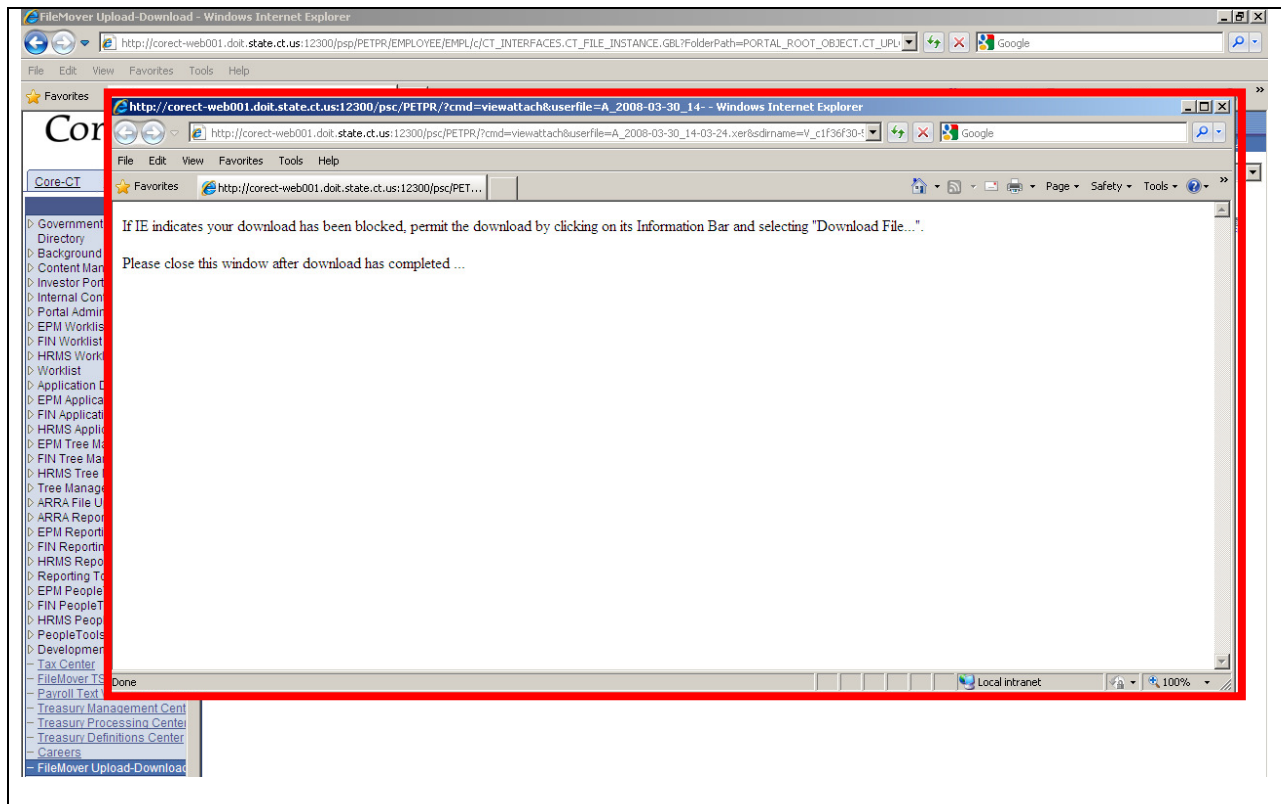 FileMover Upload-Download - Windows Internet Explorer
http://corect-web001.doit.state.ct.us:12300/psp/PETPR/EMPLOYEE/EMPL/c/CT_INTERFACES.CT_FILE_INSTANCE.GBL?FolderPath=PORTAL_ROOT_OBJECT.CT_UPL Google
File Edit View Favorites Tools Help
Favorites
http://corect-web001.doit.state.ct.us:12300/psc/PETPR/?cmd=viewattach&userfile=A_2008-03-30_14-- - Windows Internet Explorer
Cor
http://corect-web001.doit.state.ct.us:12300/psc/PETPR/?cmd=viewattach&userfile=A_2008-03-30_14-03-24.xer&sdirname=V_c1f36f30- Google
File Edit View Favorites Tools Help
Core-CT
Favorites http://corect-web001.doit.state.ct.us:12300/psc/PET... Page Safety Tools
If IE indicates your download has been blocked, permit the download by clicking on its Information Bar and selecting "Download File...".
Please close this window after download has completed ...
Government
Directory
Background
Content Man
Investor Port
Internal Cont
Portal Admin
EPM Worklis
FIN Worklist
HRMS Workl
Worklist
Application D
EPM Applica
FIN Applicati
HRMS Applic
EPM Tree Ma
FIN Tree Man
HRMS Tree M
Tree Manage
ARRA File U
ARRA Repor
EPM Reporti
FIN Reportin
HRMS Repo
Reporting To
EPM People
FIN PeopleT
HRMS Peop
PeopleTools
Developmen
Tax Center
FileMover TS
Payroll Text V
Done Local intranet 100%
Treasury Management Cent
Treasury Processing Center
Treasury Definitions Center
Careers
FileMover Upload-Download